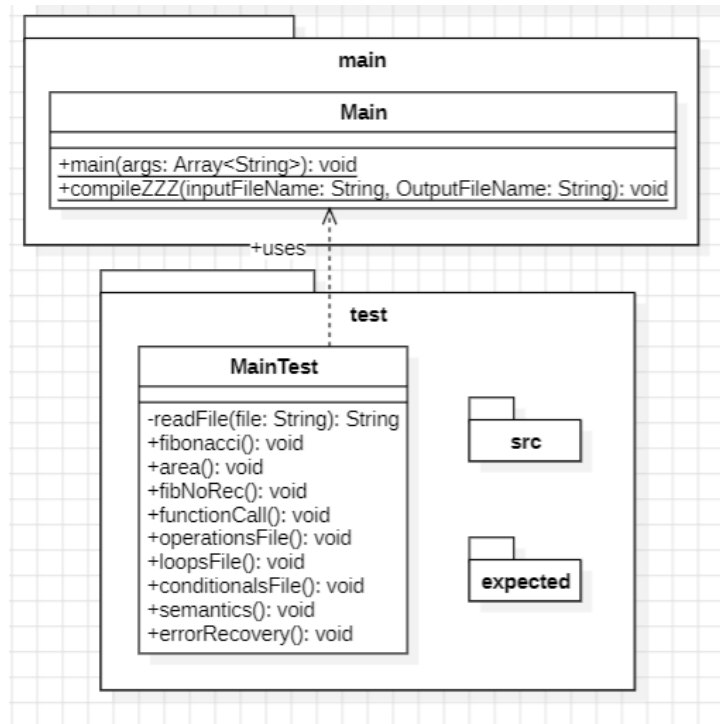 main
Main
+main(args: Array<String>): void
+compileZZZ(inputFileName: String, OutputFileName: String): void
+uses
test
MainTest
-readFile(file: String): String
+fibonacci(): void
+area(): void
+fibNoRec(): void
+functionCall(): void
+operationsFile(): void
+loopsFile(): void
+conditionalsFile(): void
+semantics(): void
+errorRecovery(): void
src
expected